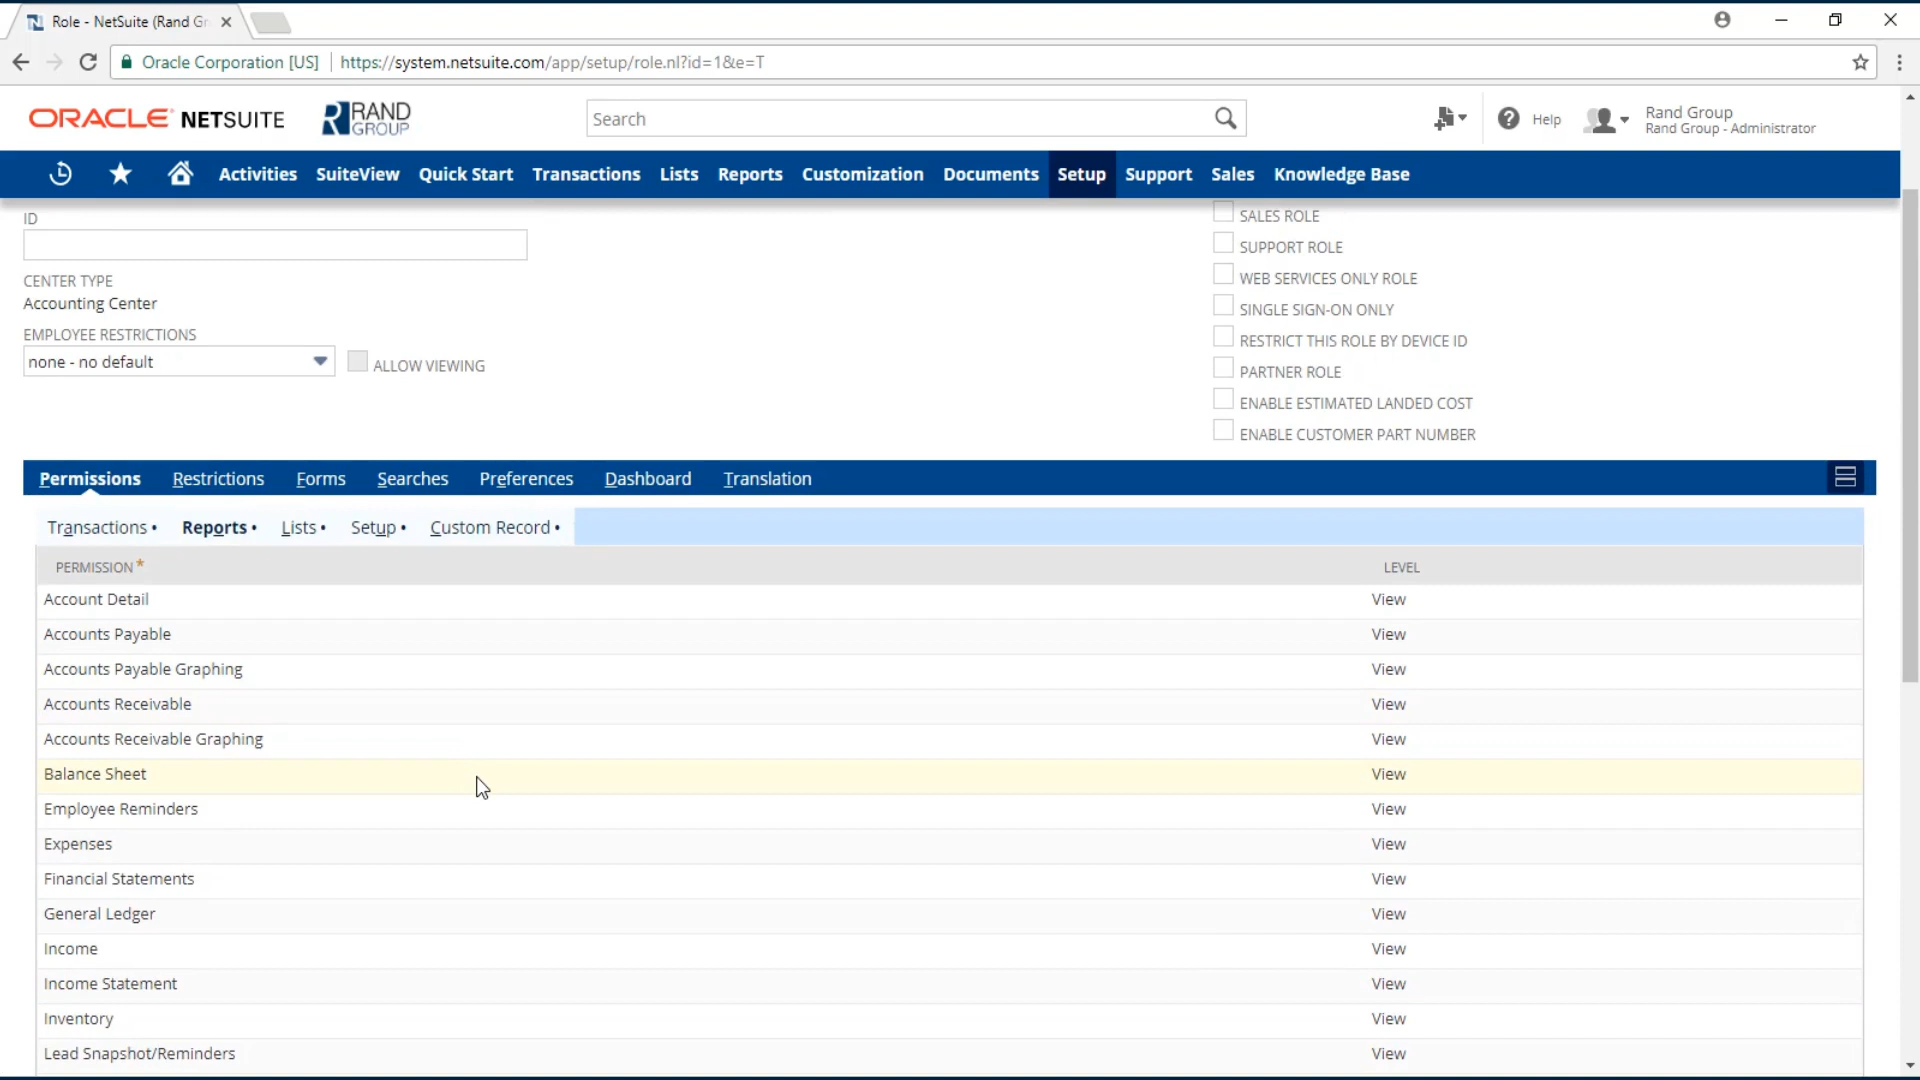 Role - NetSuite (Rand Gr
Oracle Corporation [US]
https://system.netsuite.com/app/setup/role.nl?id=1&e=T
ORACLE NETSUITE
RAND GROUP
Search
Help
Rand Group
Rand Group - Administrator
Activities SuiteView Quick Start Transactions Lists Reports Customization Documents Setup Support Sales Knowledge Base
ID
CENTER TYPE
Accounting Center
EMPLOYEE RESTRICTIONS
none - no default
ALLOW VIEWING
SALES ROLE
SUPPORT ROLE
WEB SERVICES ONLY ROLE
SINGLE SIGN-ON ONLY
RESTRICT THIS ROLE BY DEVICE ID
PARTNER ROLE
ENABLE ESTIMATED LANDED COST
ENABLE CUSTOMER PART NUMBER
Permissions Restrictions Forms Searches Preferences Dashboard Translation
Transactions • Reports • Lists • Setup • Custom Record •
PERMISSION * LEVEL
Account Detail View
Accounts Payable View
Accounts Payable Graphing View
Accounts Receivable View
Accounts Receivable Graphing View
Balance Sheet View
Employee Reminders View
Expenses View
Financial Statements View
General Ledger View
Income View
Income Statement View
Inventory View
Lead Snapshot/Reminders View